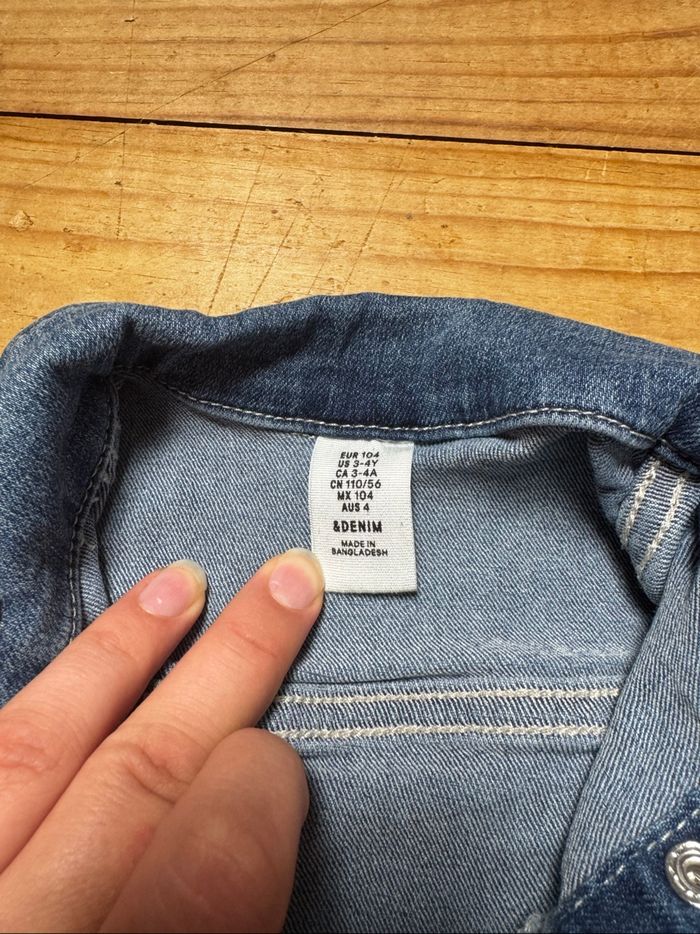 EUR 104
US 3-4Y
CA 3-4A
CN 110/56
MX 104
AUS 4
&DENIM
MADE IN
BANGLADESH